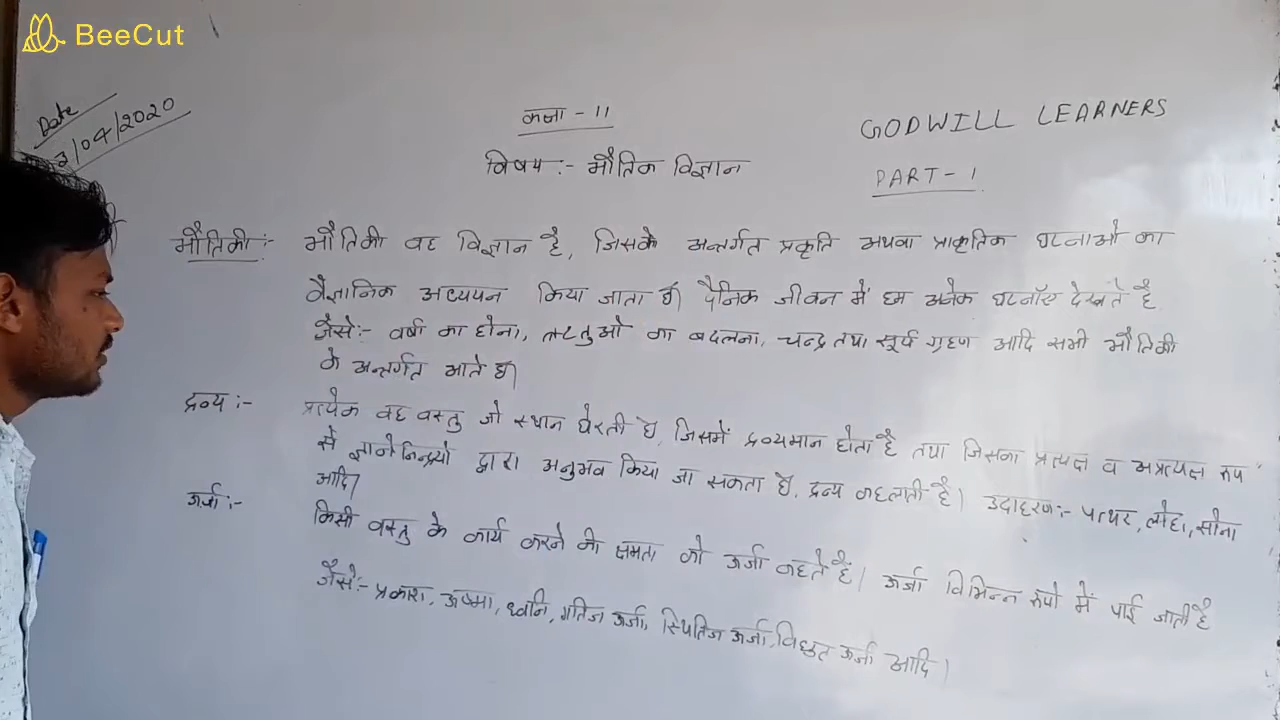 BeeCut
Date
3/04/2020
कक्षा - 11
GODWILL LEARNERS
विषय :- भौतिक विज्ञान
PART - 1
भौतिकी :- भौतिकी वह विज्ञान है, जिसके अन्तर्गत प्रकृति अथवा प्राकृतिक घटनाओं का
वैज्ञानिक अध्ययन किया जाता है। दैनिक जीवन में हम अनेक घटनाएँ देखते है
जैसे:- वर्षा का होना, ऋतुओ का बदलना, चन्द्र तथा सूर्य ग्रहण आदि सभी भौतिकी
के अन्तर्गत आते है।
द्रव्य :- प्रत्येक वह वस्तु जो स्थान घेरती है, जिसमें द्रव्यमान होता है तथा जिसका प्रत्यक्ष व अप्रत्यक्ष रूप
से ज्ञानेन्द्रियो द्वारा अनुभव किया जा सकता है, द्रव्य कहलाती है। उदाहरण:- पत्थर, लोहा, सोना
आदि।
ऊर्जा :- किसी वस्तु के कार्य करने की क्षमता को ऊर्जा कहते है। ऊर्जा विभिन्न रूपो में पाई जाती है
जैसे:- प्रकाश, ऊष्मा, ध्वनि, गतिज ऊर्जा, स्थितिज ऊर्जा, विधुत ऊर्जा आदि।